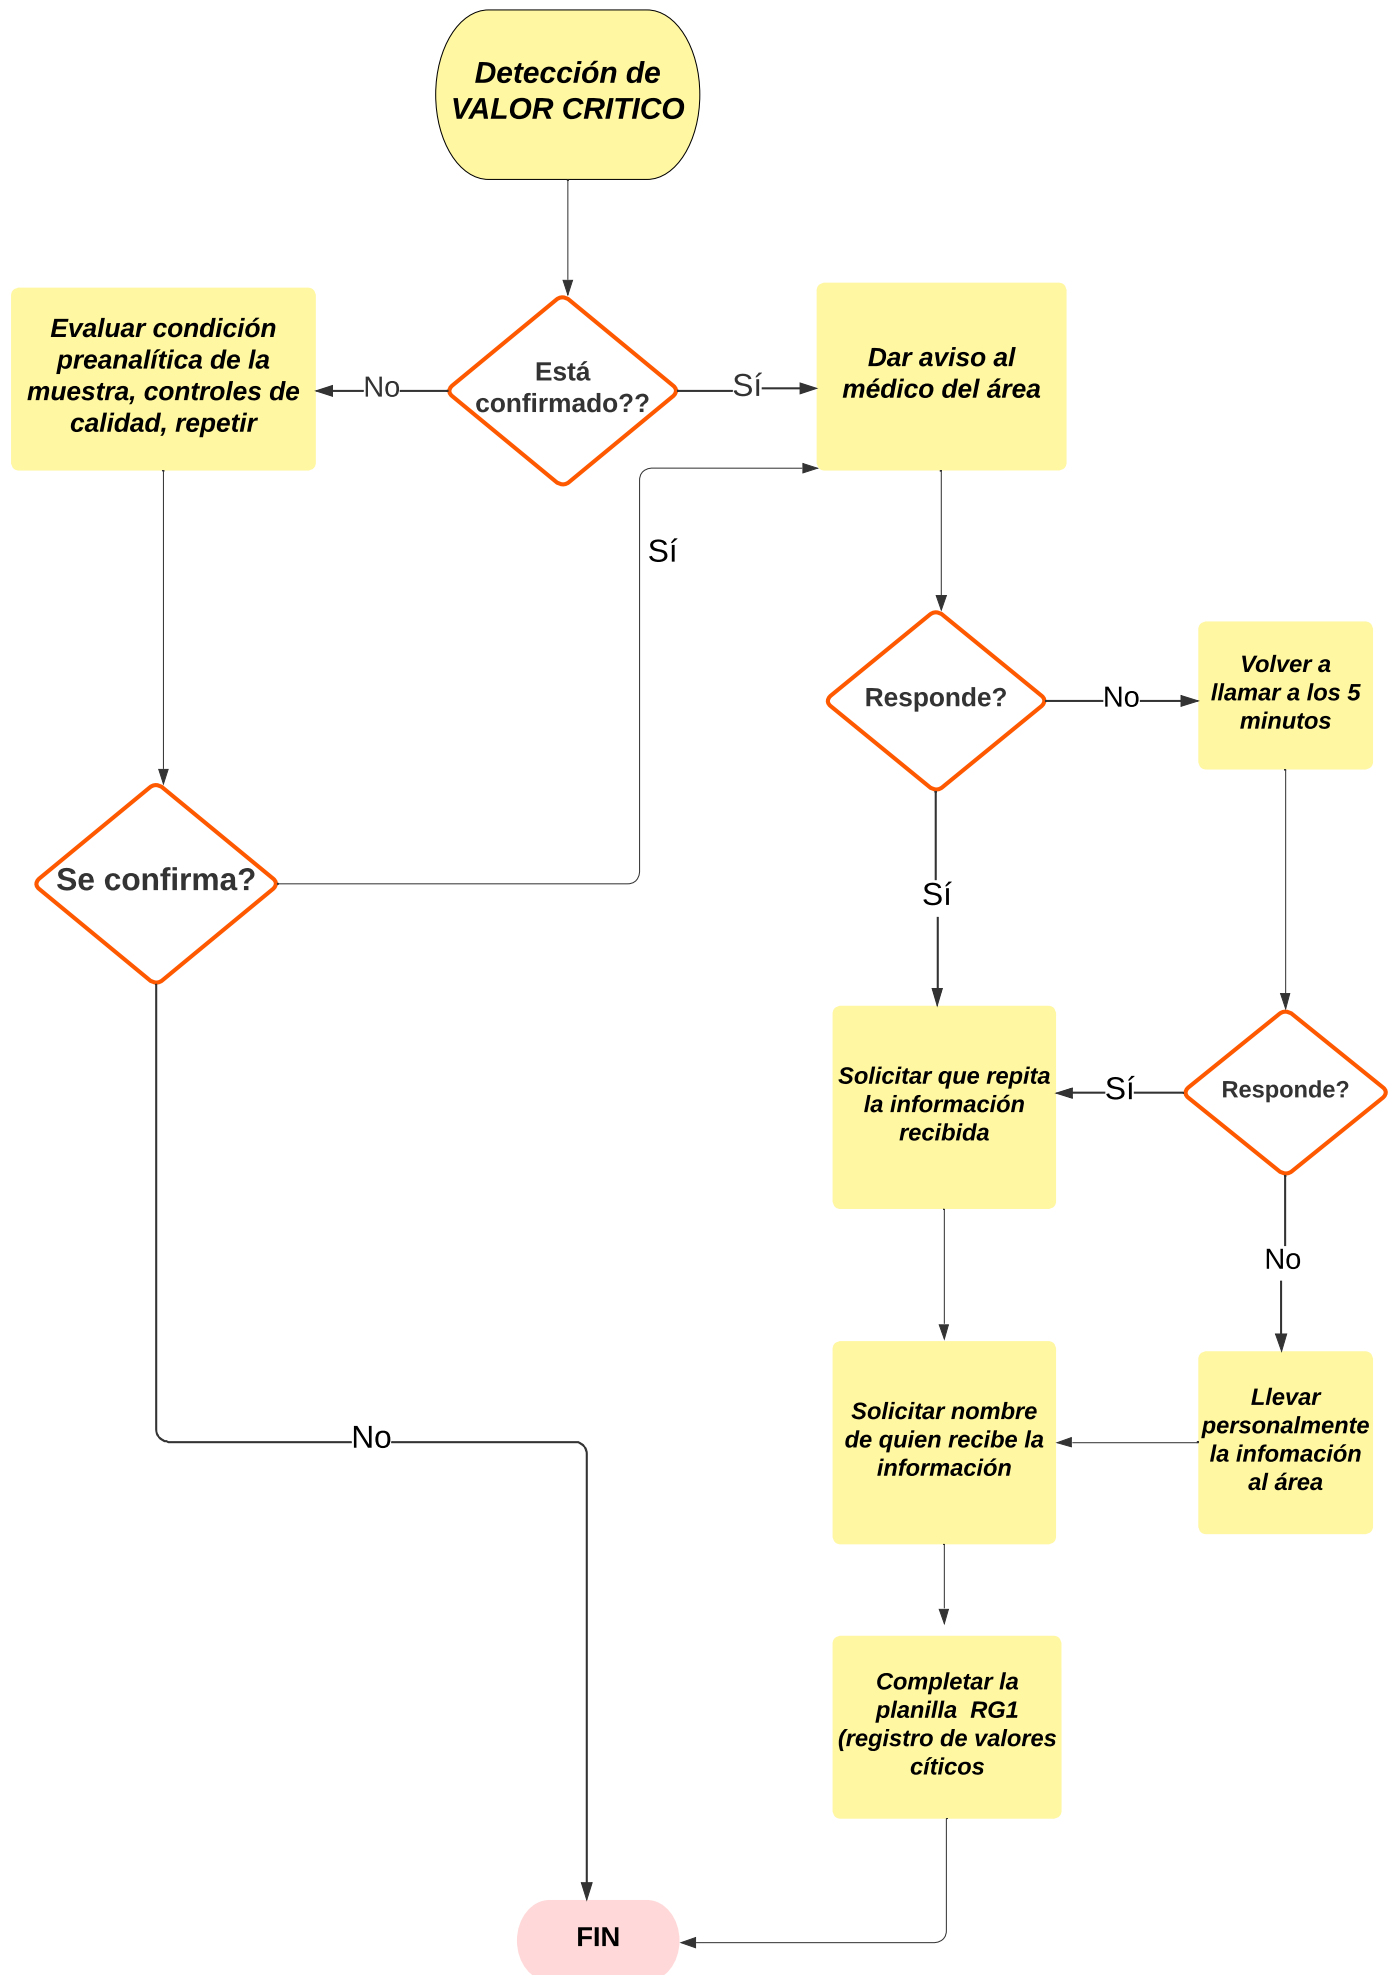 Detección de
VALOR CRITICO
Evaluar condición
preanalítica de la
muestra, controles de
calidad, repetir
No
Está
confirmado??
Sí
Dar aviso al
médico del área
Sí
Responde?
No
Volver a
llamar a los 5
minutos
Se confirma?
Sí
Solicitar que repita
la información
recibida
Sí
Responde?
No
Solicitar nombre
de quien recibe la
información
Llevar
personalmente
la infomación
al área
No
Completar la
planilla  RG1
(registro de valores
cíticos
FIN